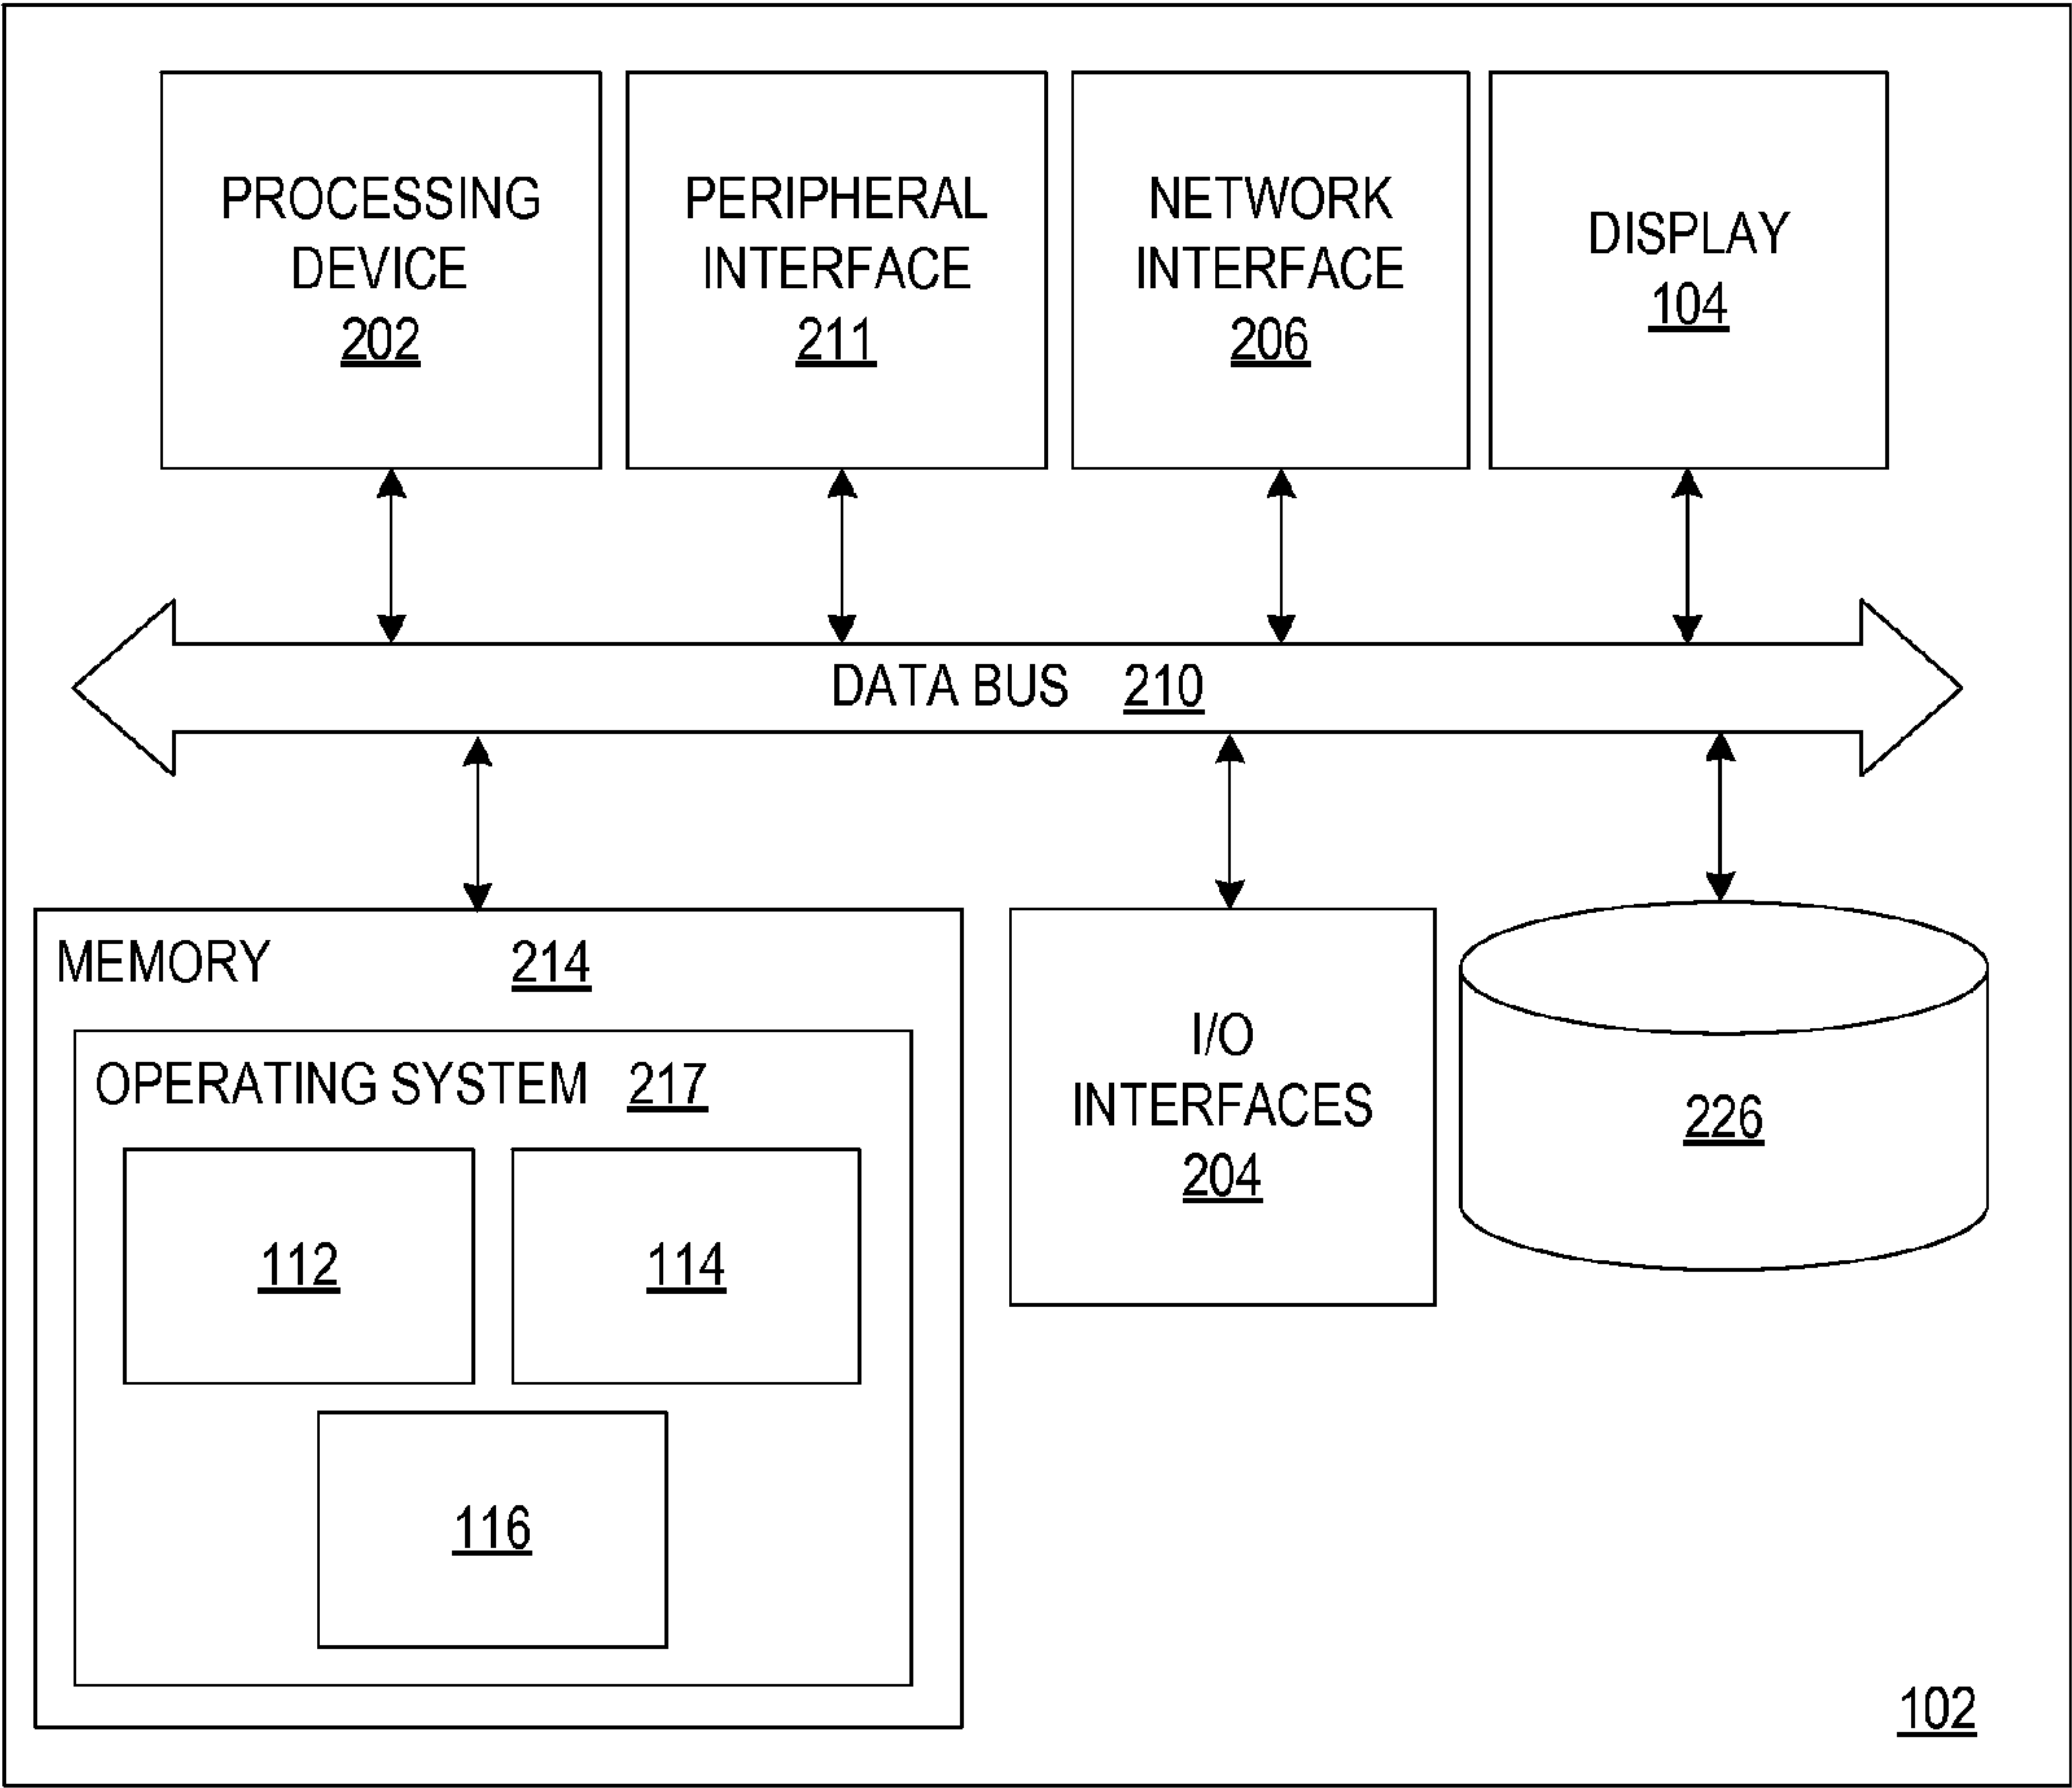 PROCESSING
DEVICE
202
PERIPHERAL
INTERFACE
211
NETWORK
INTERFACE
206
DISPLAY
104
DATA BUS 210
MEMORY 214
OPERATING SYSTEM 217
112
114
116
I/O
INTERFACES
204
226
102